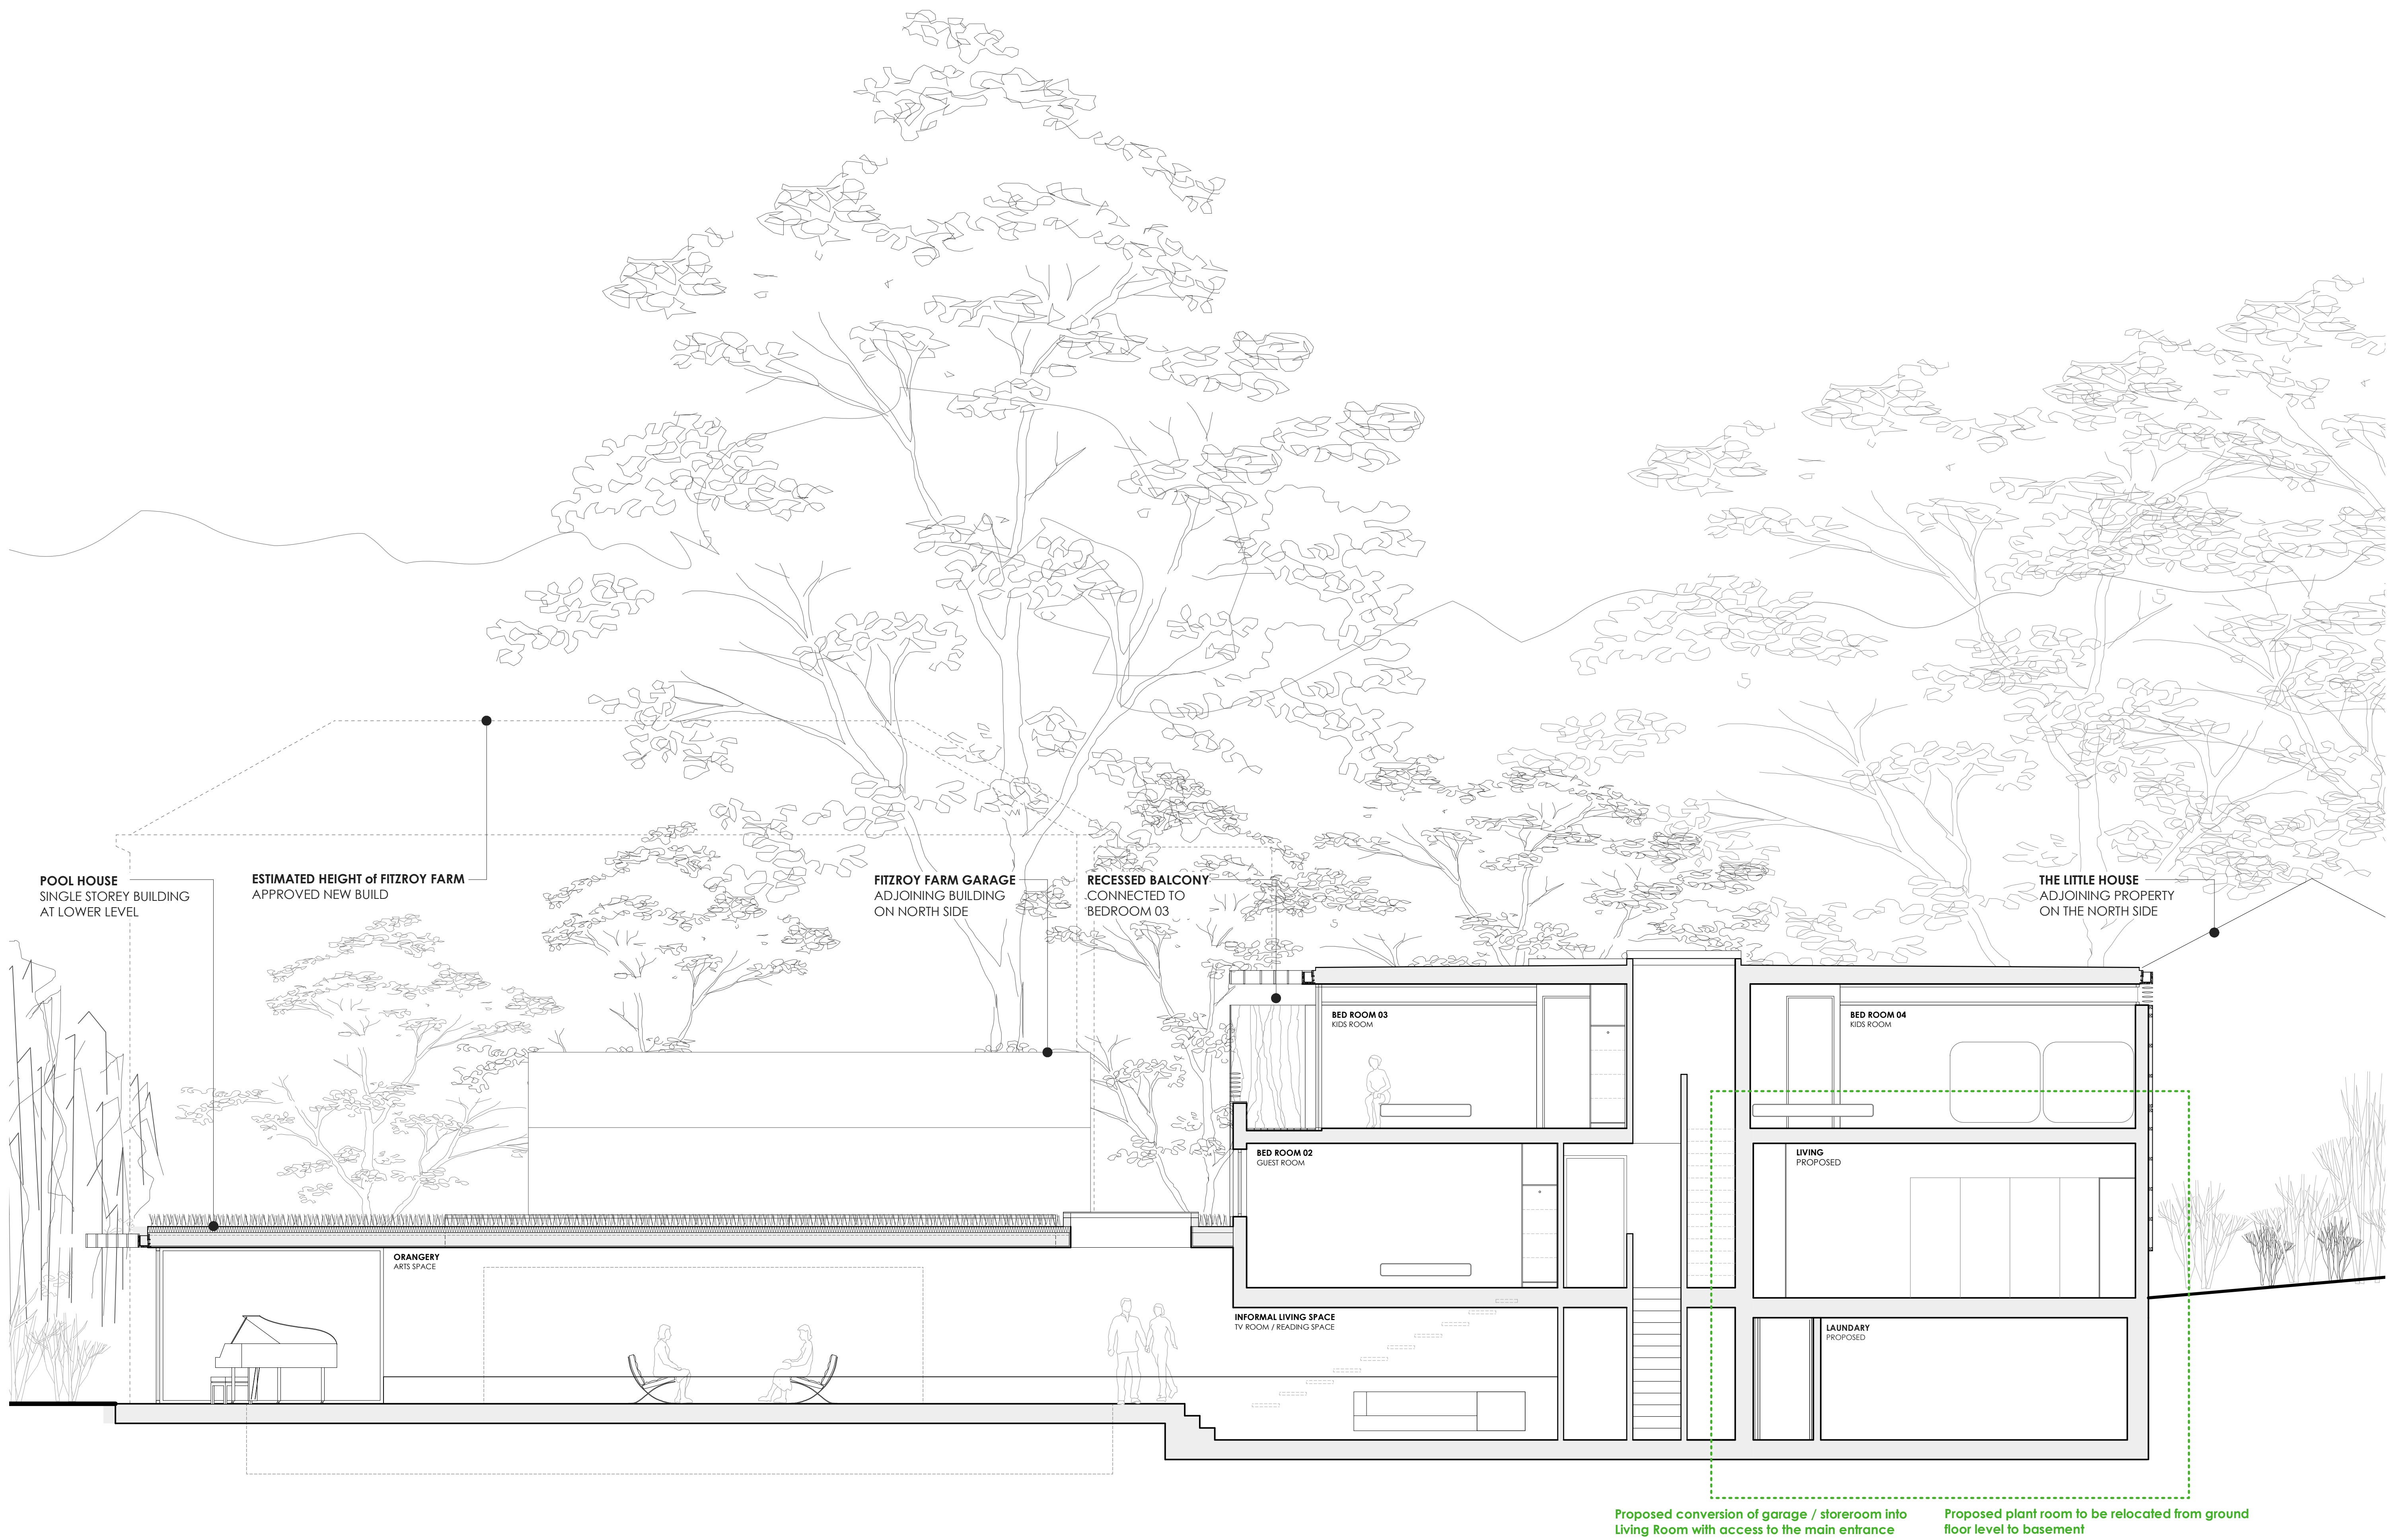 POOL HOUSE
SINGLE STOREY BUILDING
AT LOWER LEVEL
ESTIMATED HEIGHT of FITZROY FARM
APPROVED NEW BUILD
FITZROY FARM GARAGE
ADJOINING BUILDING
ON NORTH SIDE
RECESSED BALCONY
CONNECTED TO
BEDROOM 03
THE LITTLE HOUSE
ADJOINING PROPERTY
ON THE NORTH SIDE
BED ROOM 03
KIDS ROOM
BED ROOM 04
KIDS ROOM
BED ROOM 02
GUEST ROOM
LIVING
PROPOSED
ORANGERY
ARTS SPACE
INFORMAL LIVING SPACE
TV ROOM / READING SPACE
LAUNDARY
PROPOSED
Proposed conversion of garage / storeroom into
Living Room with access to the main entrance
Proposed plant room to be relocated from ground
floor level to basement